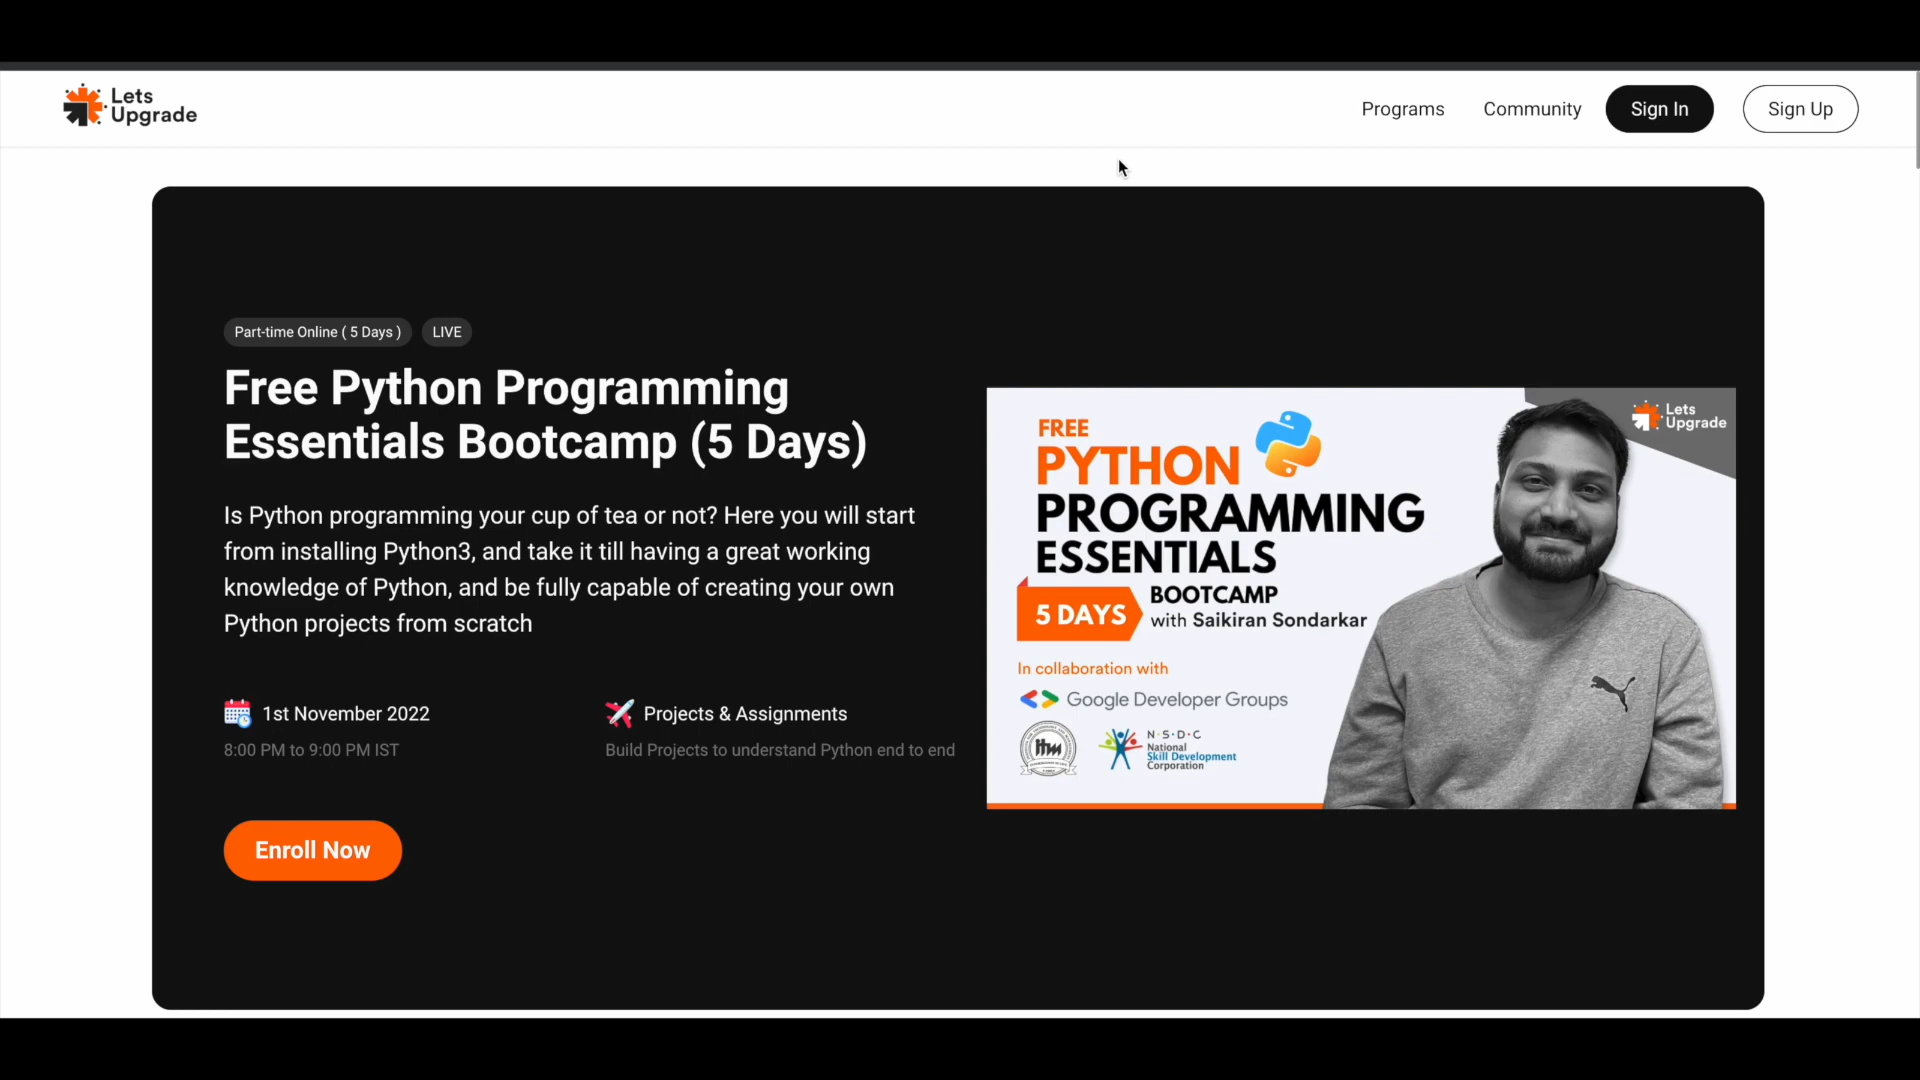 Lets
Upgrade
Programs
Community
Sign In
Sign Up
Part-time Online ( 5 Days )
LIVE
Free Python Programming
Essentials Bootcamp (5 Days)
Is Python programming your cup of tea or not? Here you will start
from installing Python3, and take it till having a great working
knowledge of Python, and be fully capable of creating your own
Python projects from scratch
1st November 2022
8:00 PM to 9:00 PM IST
Projects & Assignments
Build Projects to understand Python end to end
Enroll Now
Lets
Upgrade
FREE
PYTHON
PROGRAMMING
ESSENTIALS
5 DAYS
BOOTCAMP
with Saikiran Sondarkar
In collaboration with
Google Developer Groups
itm
N·S·D·C
National
Skill Development
Corporation